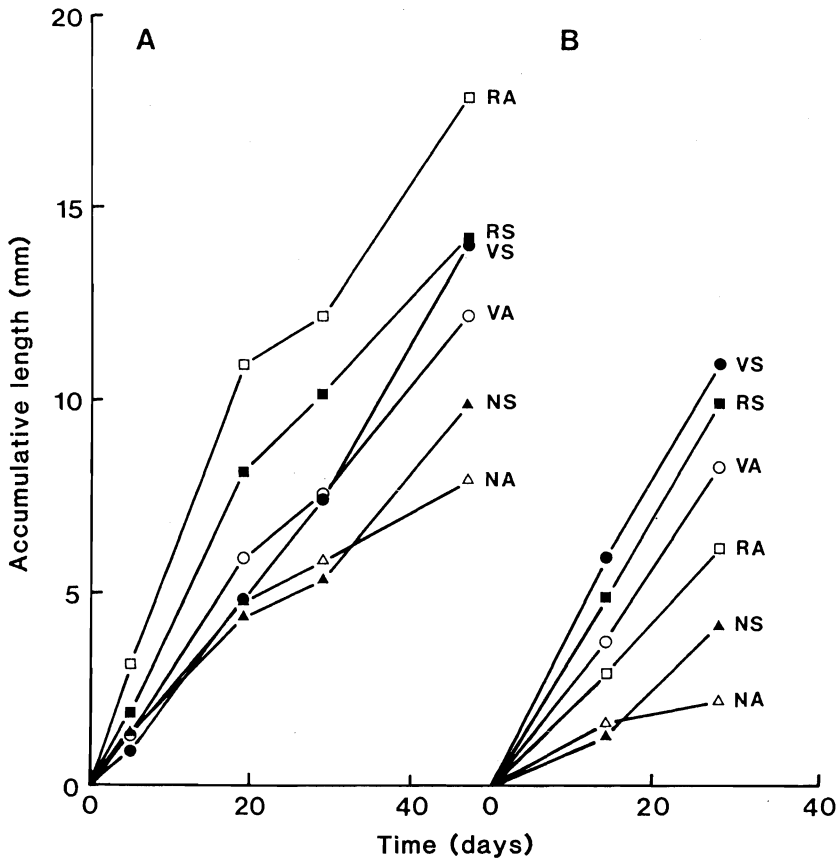 20
A
B
RA
15
RS
VS
VA
10
VS
NS
RS
NA
VA
RA
5
NS
NA
0
0
20
40
0
20
40
Accumulative length (mm)
Time (days)